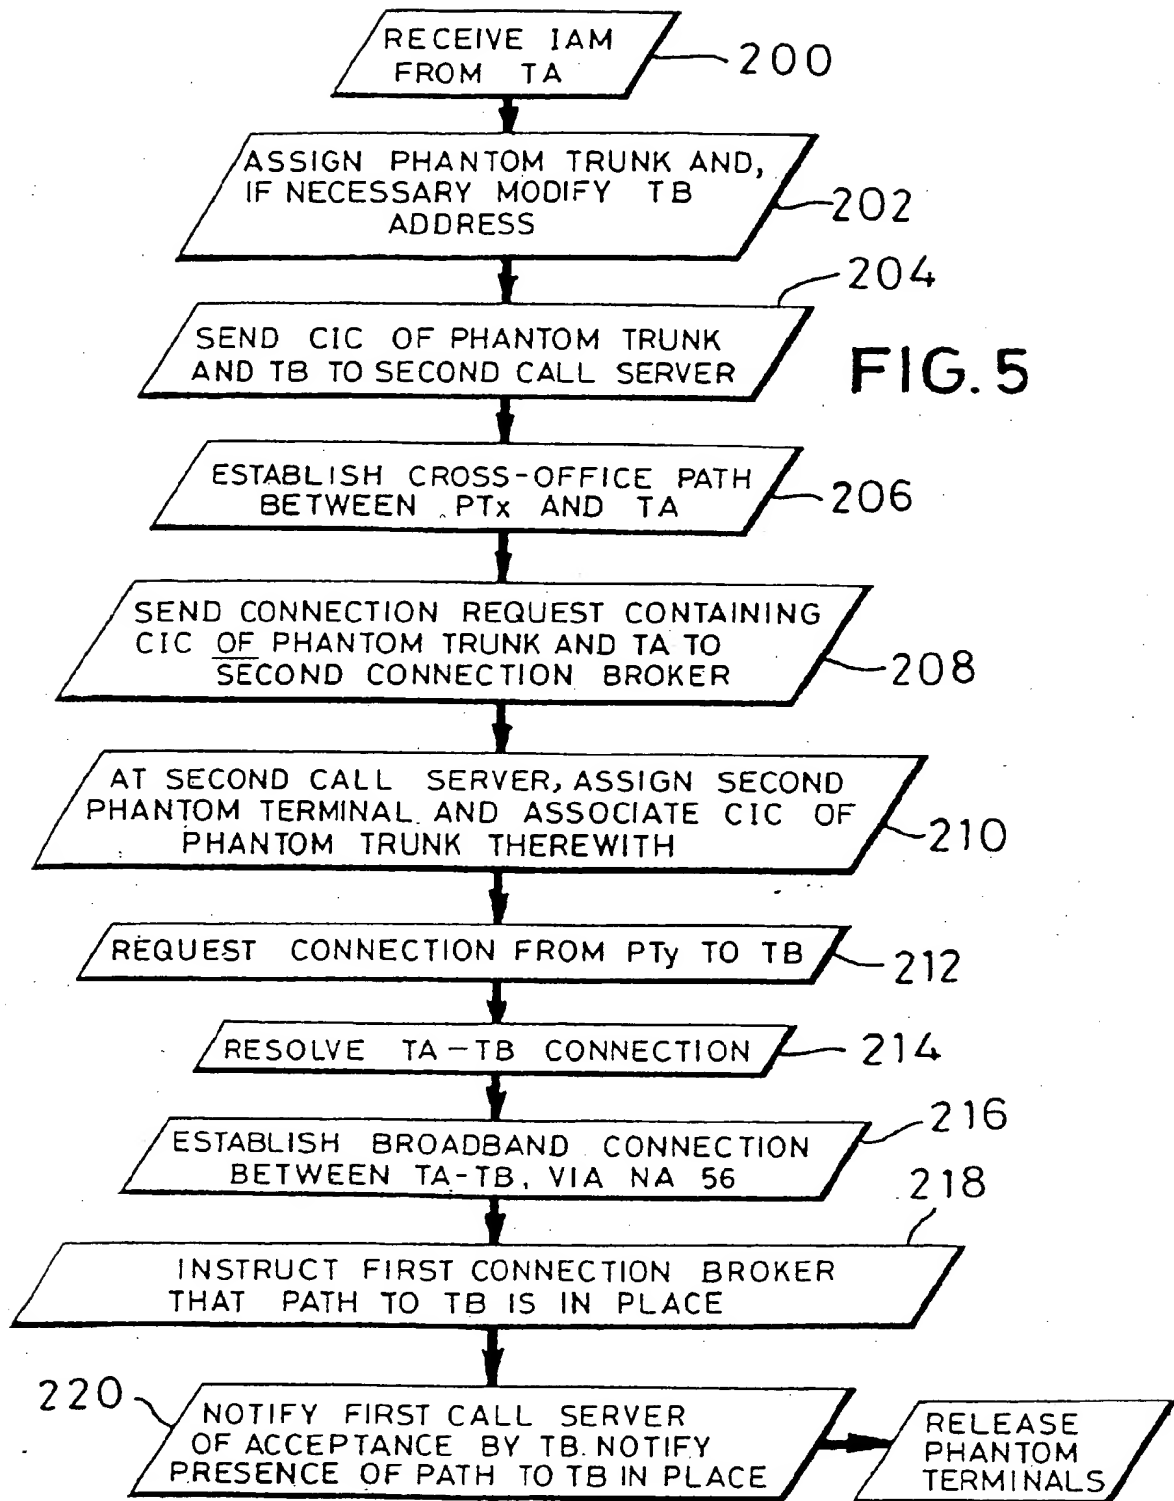 RECEIVE IAM
FROM TA
200
ASSIGN PHANTOM TRUNK AND,
IF NECESSARY MODIFY TB
ADDRESS
202
204
SEND CIC OF PHANTOM TRUNK
AND TB TO SECOND CALL SERVER
FIG. 5
ESTABLISH CROSS-OFFICE PATH
BETWEEN PTx AND TA
206
SEND CONNECTION REQUEST CONTAINING
CIC OF PHANTOM TRUNK AND TA TO
SECOND CONNECTION BROKER
208
AT SECOND CALL SERVER, ASSIGN SECOND
PHANTOM TERMINAL AND ASSOCIATE CIC OF
PHANTOM TRUNK THEREWITH
210
REQUEST CONNECTION FROM PTy TO TB
212
RESOLVE TA-TB CONNECTION
214
216
ESTABLISH BROADBAND CONNECTION
BETWEEN TA-TB, VIA NA 56
218
INSTRUCT FIRST CONNECTION BROKER
THAT PATH TO TB IS IN PLACE
220
NOTIFY FIRST CALL SERVER
OF ACCEPTANCE BY TB. NOTIFY
PRESENCE OF PATH TO TB IN PLACE
RELEASE
PHANTOM
TERMINALS